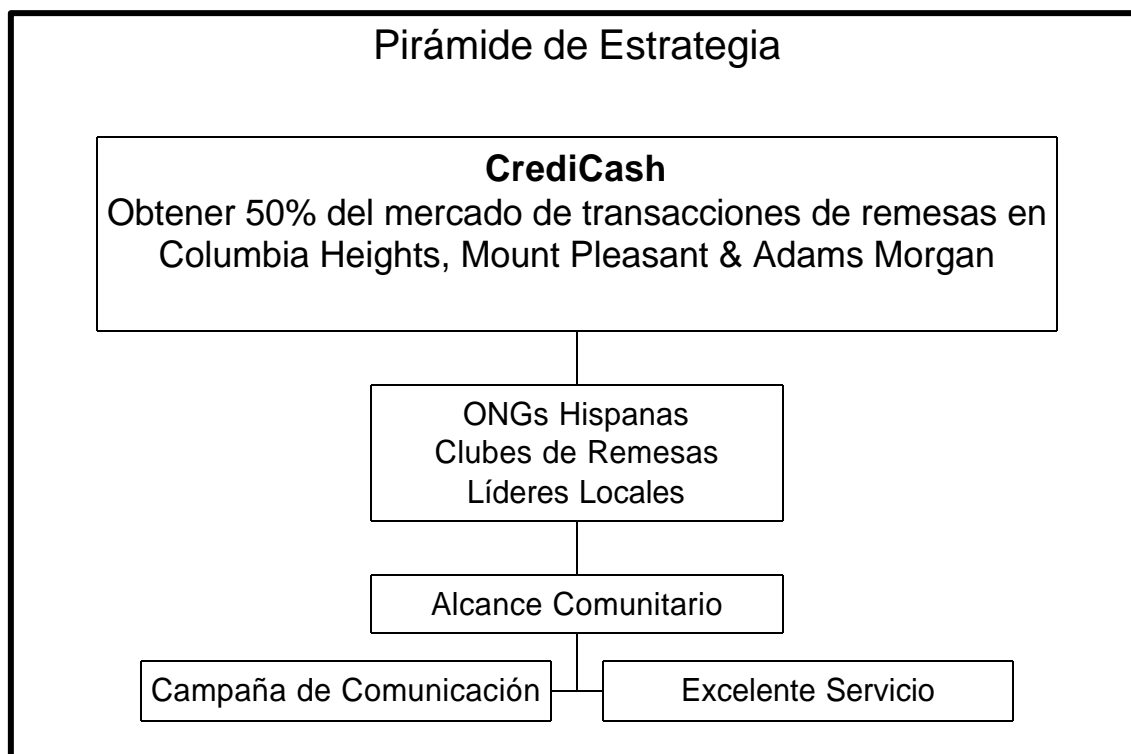 Pirámide de Estrategia
CrediCash
Obtener 50% del mercado de transacciones de remesas en
Columbia Heights, Mount Pleasant & Adams Morgan
ONGs Hispanas
Clubes de Remesas
Líderes Locales
Alcance Comunitario
Campaña de Comunicación
Excelente Servicio